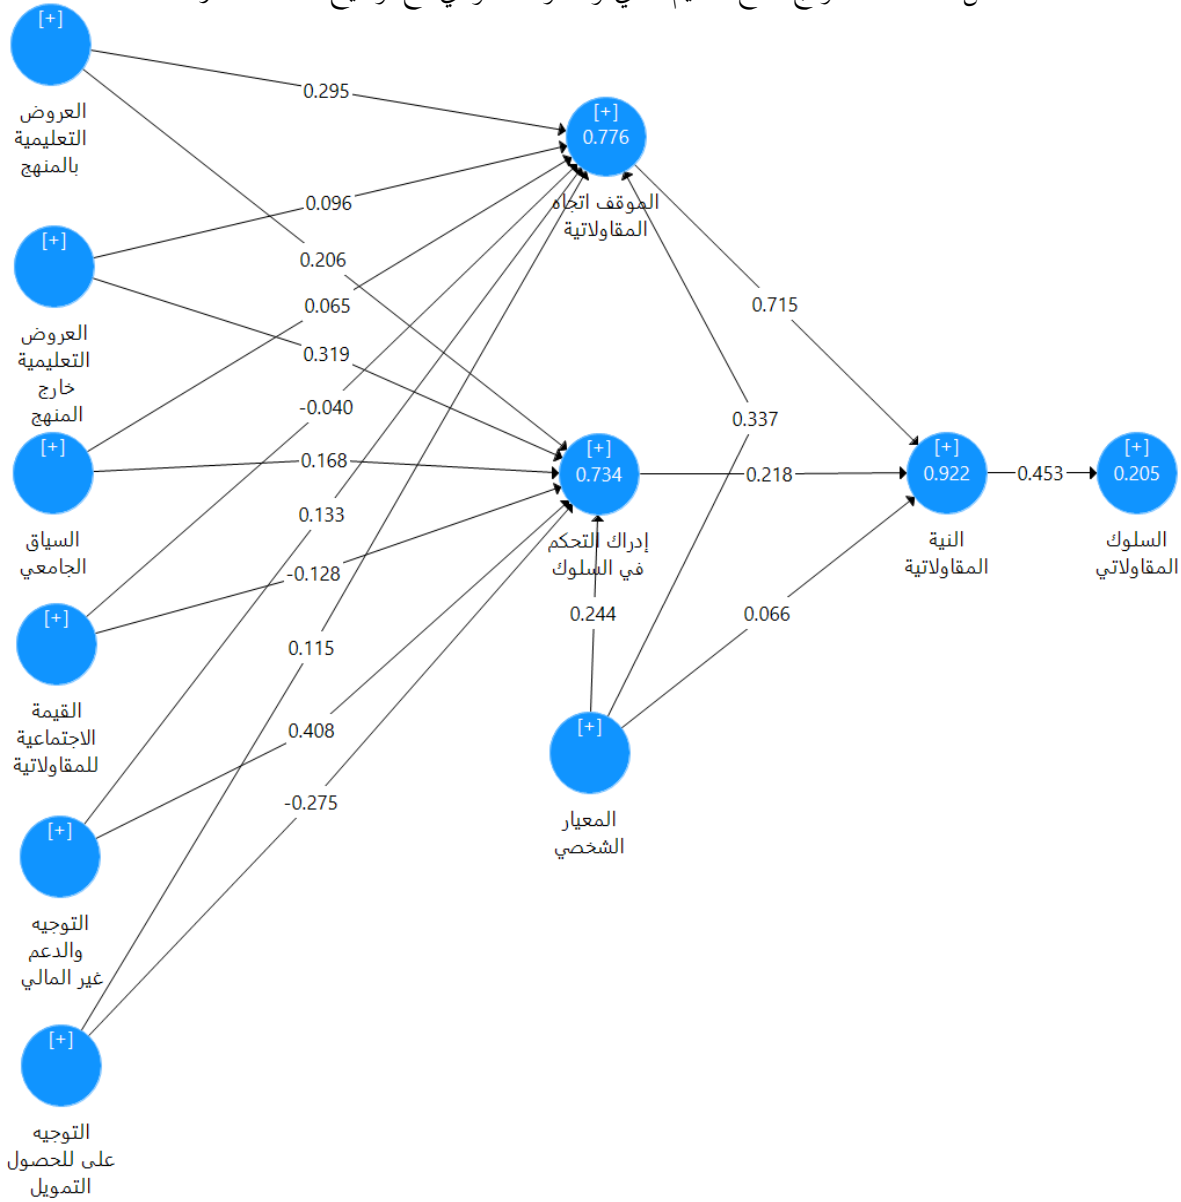 [+]
العروض
التعليمية
بالمنهج
[+]
العروض
التعليمية
خارج
المنهج
[+]
السياق
الجامعي
[+]
القيمة
الاجتماعية
للمقاولاتية
[+]
التوجيه
والدعم
غير المالي
[+]
التوجيه
على للحصول
التمويل
0.295
0.096
0.206
0.065
0.319
-0.040
0.168
0.133
-0.128
0.115
0.408
-0.275
[+]
0.776
الموقف اتجاه
المقاولاتية
[+]
0.734
إدراك التحكم
في السلوك
0.244
[+]
المعيار
الشخصي
0.715
0.337
0.218
0.066
[+]
0.922
النية
المقاولاتية
0.453
[+]
0.205
السلوك
المقاولاتي